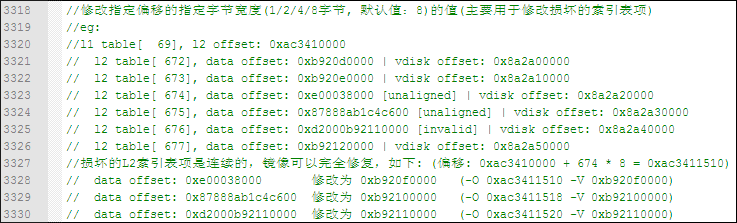 3318 //修改指定偏移的指定字节宽度(1/2/4/8字节, 默认值: 8)的值(主要用于修改损坏的索引表项)
3319 //eg:
3320 //l1 table[  69], l2 offset: 0xac3410000
3321 //  l2 table[ 672], data offset: 0xb920d0000 | vdisk offset: 0x8a2a00000
3322 //  l2 table[ 673], data offset: 0xb920e0000 | vdisk offset: 0x8a2a10000
3323 //  l2 table[ 674], data offset: 0xe00038000 [unaligned] | vdisk offset: 0x8a2a20000
3324 //  l2 table[ 675], data offset: 0x87888ab1c4c600 [unaligned] | vdisk offset: 0x8a2a30000
3325 //  l2 table[ 676], data offset: 0xd2000b92110000 [invalid] | vdisk offset: 0x8a2a40000
3326 //  l2 table[ 677], data offset: 0xb92120000 | vdisk offset: 0x8a2a50000
3327 //损坏的L2索引表项是连续的, 镜像可以完全修复, 如下: (偏移: 0xac3410000 + 674 * 8 = 0xac3411510)
3328 //  data offset: 0xe00038000       修改为 0xb920f0000   (-O 0xac3411510 -V 0xb920f0000)
3329 //  data offset: 0x87888ab1c4c600  修改为 0xb92100000   (-O 0xac3411518 -V 0xb92100000)
3330 //  data offset: 0xd2000b92110000  修改为 0xb92110000   (-O 0xac3411520 -V 0xb92110000)